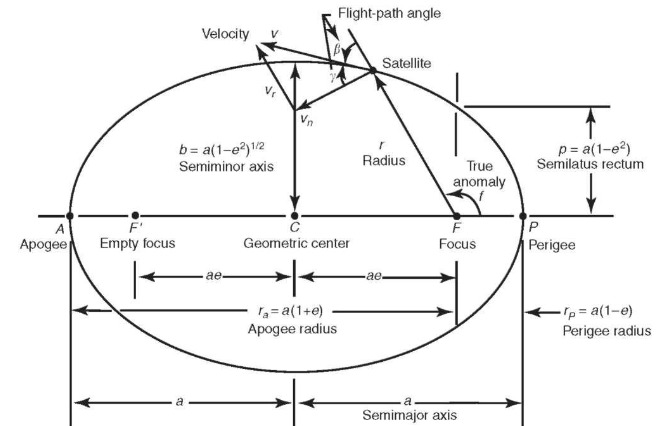 Flight-path angle
Velocity
v
β
Satellite
γ
v_r
v_n
b = a(1−e²)^1/2
Semiminor axis
r
Radius
True
anomaly
f
p = a(1−e²)
Semilatus rectum
A
F'
C
F
P
Apogee
Empty focus
Geometric center
Focus
Perigee
ae
ae
r_a = a(1+e)
Apogee radius
r_p = a(1−e)
Perigee radius
a
a
Semimajor axis